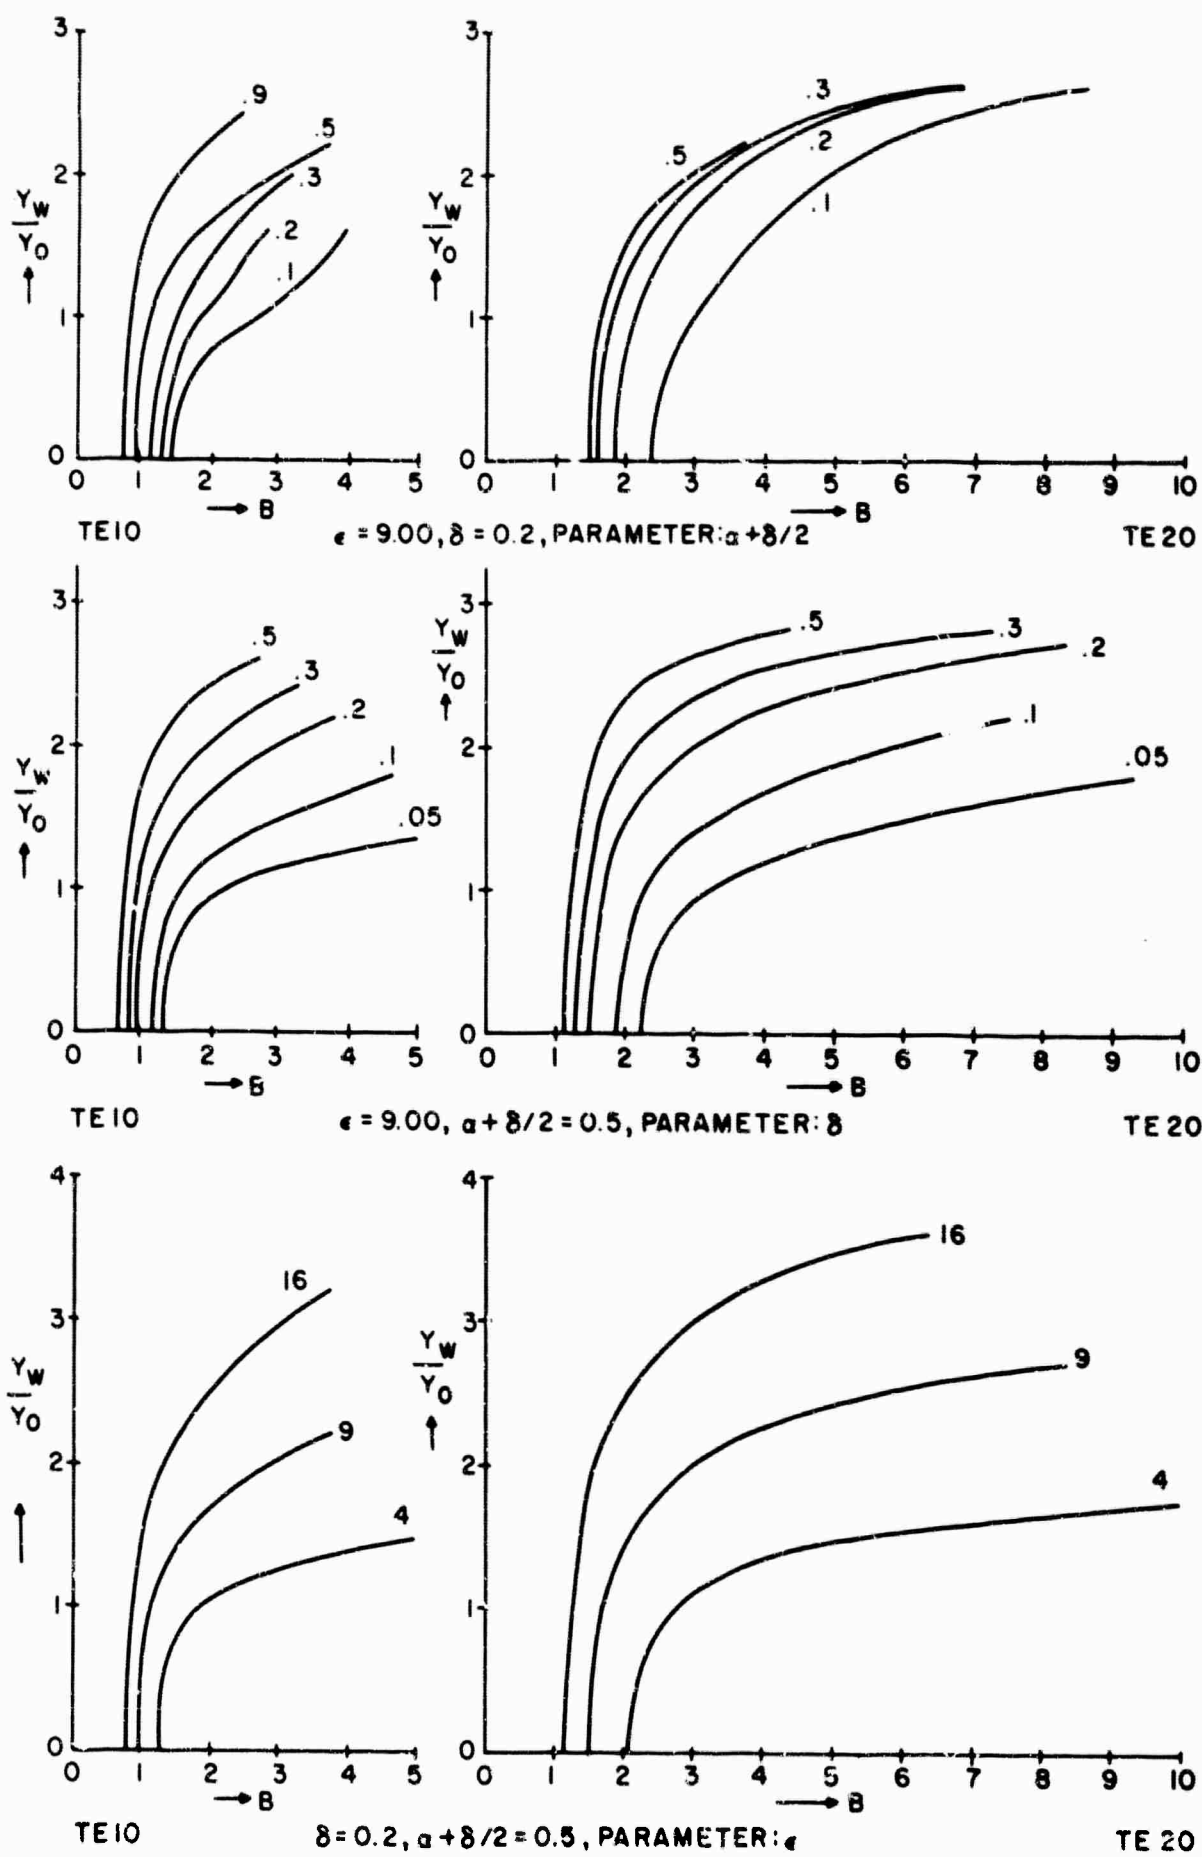 3
3
.9
.5
.3
.3
.2
.5
2
2
.2
.1
.1
Y_W
Y_O
Y_W
Y_O
1
1
0
0
0 1 2 3 4 5
0 1 2 3 4 5 6 7 8 9 10
B
B
TE10
ϵ = 9.00, δ = 0.2, PARAMETER: α+δ/2
TE 20
3
3
.5
.3
.2
.1
.05
.5
.3
.2
.1
.05
Y_W
Y_O
Y_W
Y_O
2
2
1
1
0
0
0 1 2 3 4 5
0 1 2 3 4 5 6 7 8 9 10
B
B
TE10
ϵ = 9.00, α+δ/2 = 0.5, PARAMETER: δ
TE 20
4
4
16
16
3
3
9
9
4
4
Y_W
Y_O
Y_W
Y_O
2
2
1
1
0
0
0 1 2 3 4 5
0 1 2 3 4 5 6 7 8 9 10
B
B
TE10
δ = 0.2, α+δ/2 = 0.5, PARAMETER: ϵ
TE 20